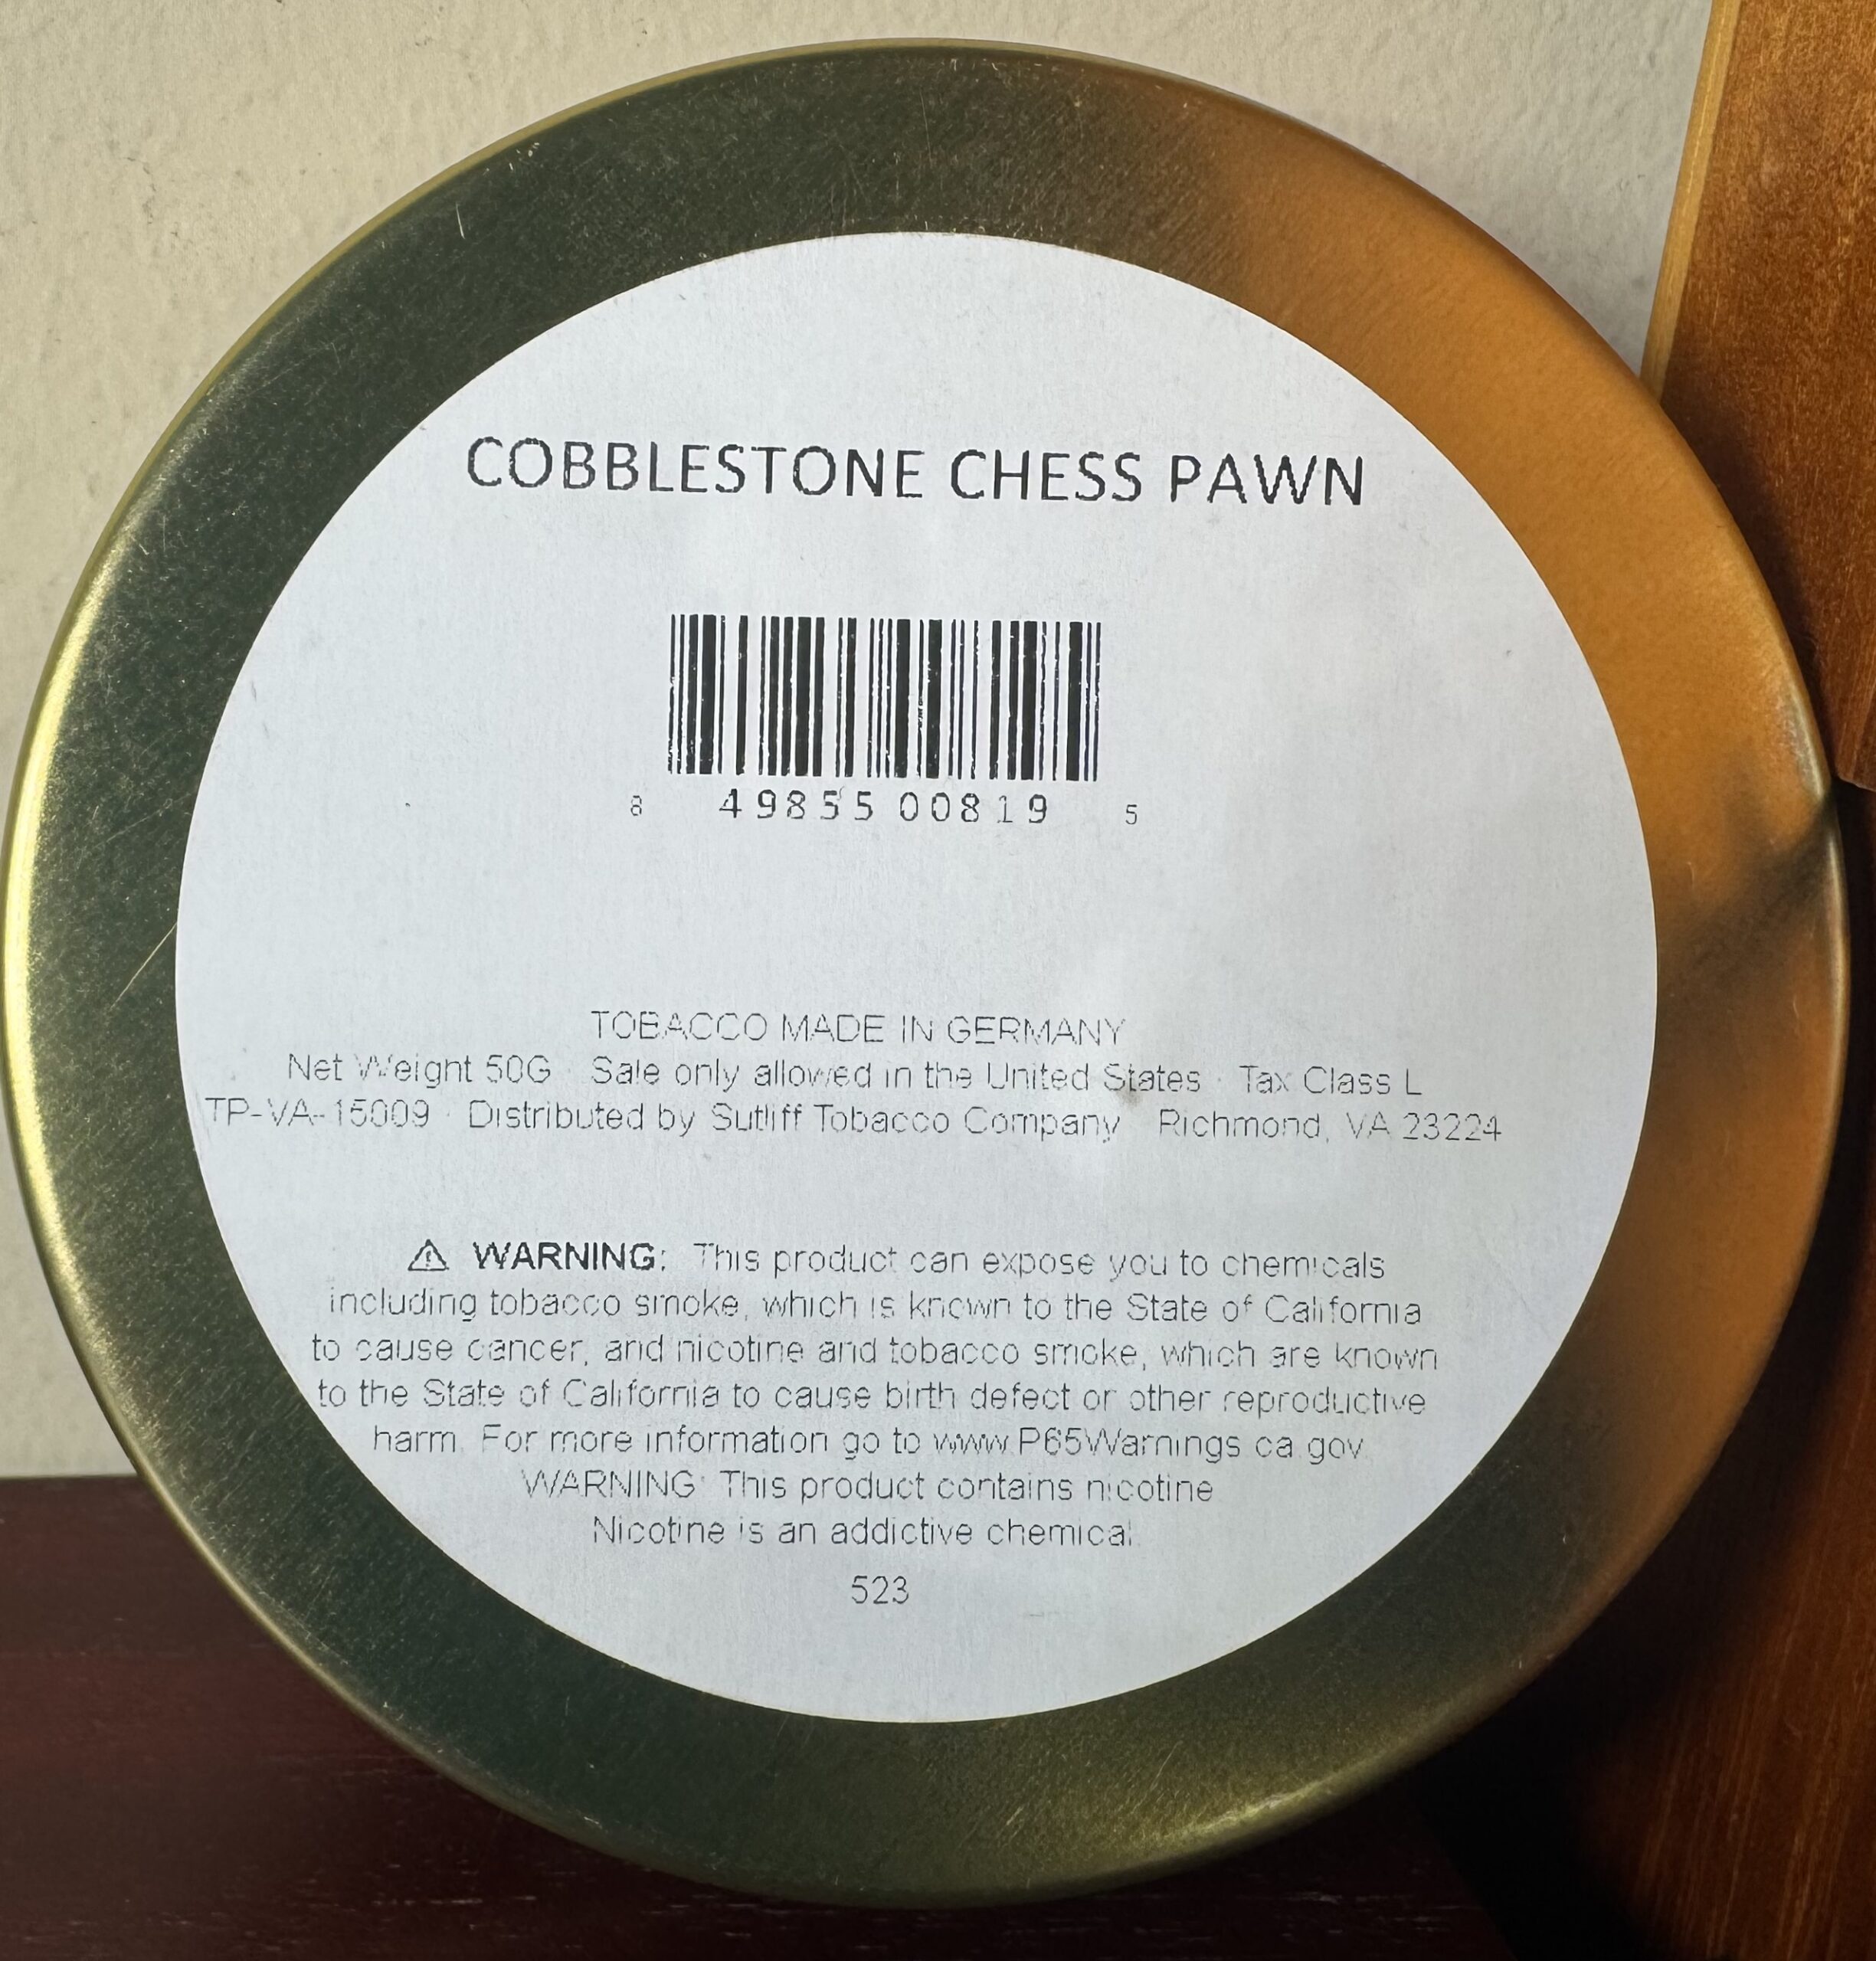 COBBLESTONE CHESS PAWN
8 49855 00819 5
TOBACCO MADE IN GERMANY
Net Weight 50G · Sale only allowed in the United States · Tax Class L
TP-VA-15009 · Distributed by Sutliff Tobacco Company Richmond, VA 23224
⚠ WARNING: This product can expose you to chemicals
including tobacco smoke, which is known to the State of California
to cause cancer, and nicotine and tobacco smoke, which are known
to the State of California to cause birth defect or other reproductive
harm. For more information go to www.P65Warnings.ca.gov.
WARNING: This product contains nicotine
Nicotine is an addictive chemical.
523